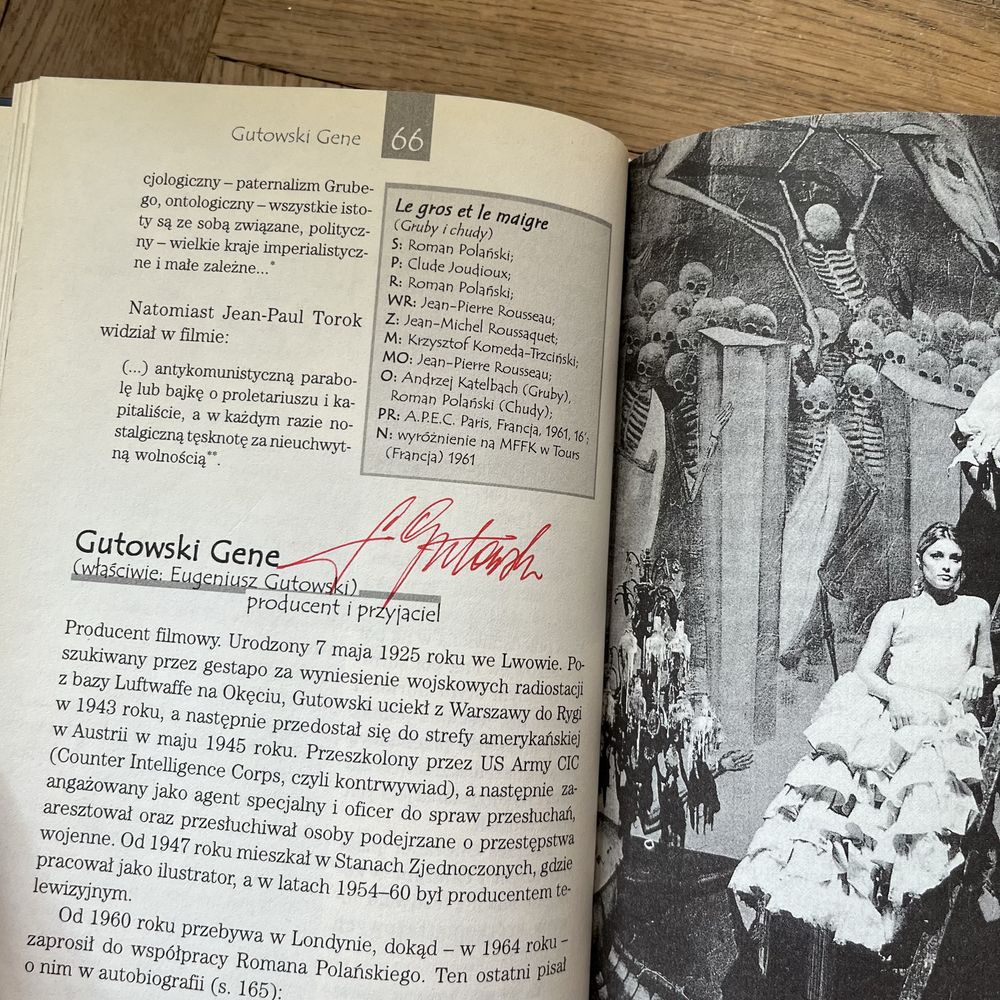 Gutowski Gene 66
cjologiczny – paternalizm Grube-
go, ontologiczny – wszystkie isto-
ty są ze sobą związane, politycz-
ny – wielkie kraje imperialistycz-
ne i małe zależne...*
Natomiast Jean-Paul Torok
widział w filmie:
(...) antykomunistyczną parabo-
lę lub bajkę o proletariuszu i ka-
pitaliście, a w każdym razie no-
stalgiczną tęsknotę za nieuchwyt-
ną wolnością**.
Le gros et le maigre
(Gruby i chudy)
S: Roman Polański;
P: Clude Joudioux;
R: Roman Polański;
WR: Jean-Pierre Rousseau;
Z: Jean-Michel Roussaquet;
M: Krzysztof Komeda-Trzciński;
MO: Jean-Pierre Rousseau;
O: Andrzej Katelbach (Gruby),
Roman Polański (Chudy);
PR: A.P.E.C. Paris, Francja, 1961, 16';
N: wyróżnienie na MFFK w Tours
(Francja) 1961
G. Gutowski
Gutowski Gene
(właściwie: Eugeniusz Gutowski)
producent i przyjaciel
Producent filmowy. Urodzony 7 maja 1925 roku we Lwowie. Po-
szukiwany przez gestapo za wyniesienie wojskowych radiostacji
z bazy Luftwaffe na Okęciu, Gutowski uciekł z Warszawy do Rygi
w 1943 roku, a następnie przedostał się do strefy amerykańskiej
w Austrii w maju 1945 roku. Przeszkolony przez US Army CIC
(Counter Intelligence Corps, czyli kontrwywiad), a następnie za-
angażowany jako agent specjalny i oficer do spraw przesłuchań,
aresztował oraz przesłuchiwał osoby podejrzane o przestępstwa
wojenne. Od 1947 roku mieszkał w Stanach Zjednoczonych, gdzie
pracował jako ilustrator, a w latach 1954–60 był producentem te-
lewizyjnym.
Od 1960 roku przebywa w Londynie, dokąd – w 1964 roku –
zaprosił do współpracy Romana Polańskiego. Ten ostatni pisał
o nim w autobiografii (s. 165):